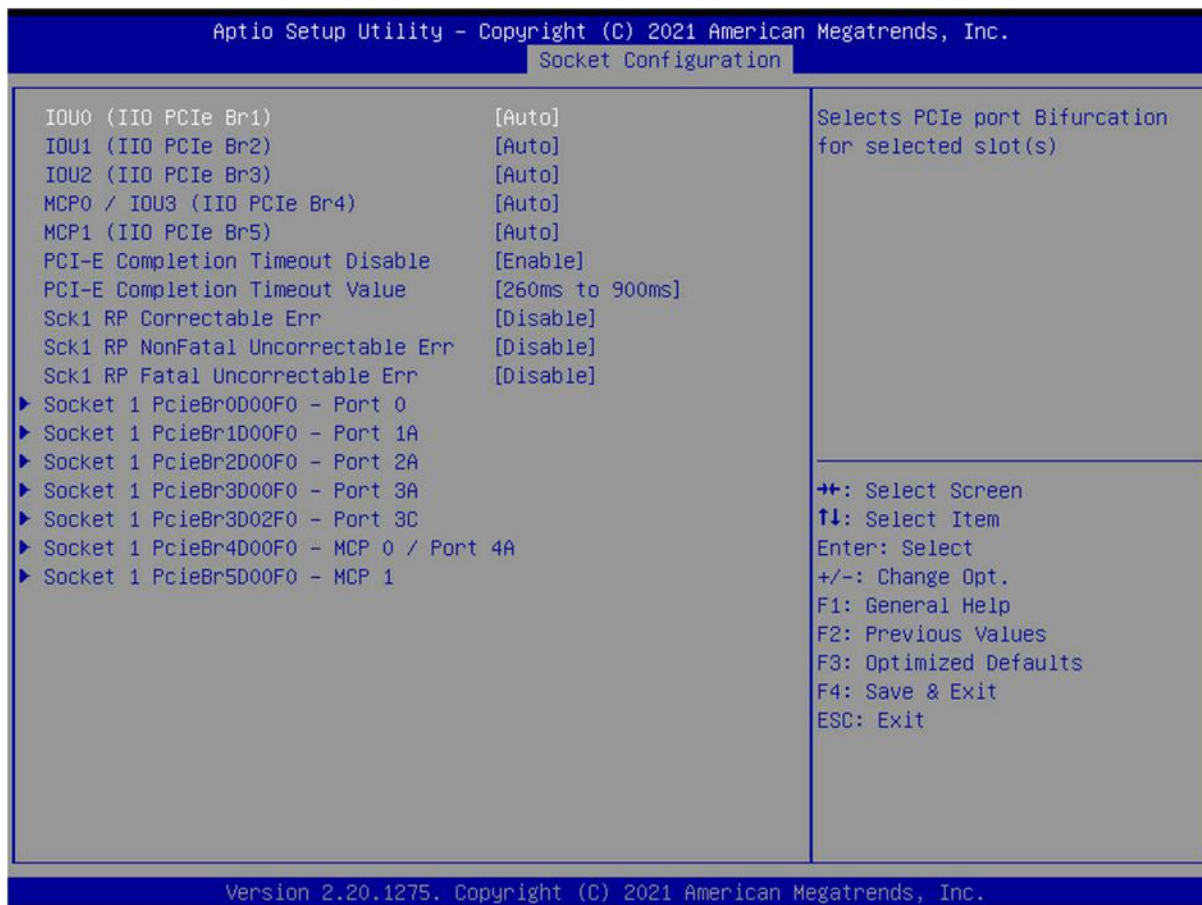 Aptio Setup Utility – Copyright (C) 2021 American Megatrends, Inc.
Socket Configuration
IOU0 (IIO PCIe Br1) [Auto]
IOU1 (IIO PCIe Br2) [Auto]
IOU2 (IIO PCIe Br3) [Auto]
MCP0 / IOU3 (IIO PCIe Br4) [Auto]
MCP1 (IIO PCIe Br5) [Auto]
PCI-E Completion Timeout Disable [Enable]
PCI-E Completion Timeout Value [260ms to 900ms]
Sck1 RP Correctable Err [Disable]
Sck1 RP NonFatal Uncorrectable Err [Disable]
Sck1 RP Fatal Uncorrectable Err [Disable]
Socket 1 PcieBr0D00F0 – Port 0
Socket 1 PcieBr1D00F0 – Port 1A
Socket 1 PcieBr2D00F0 – Port 2A
Socket 1 PcieBr3D00F0 – Port 3A
Socket 1 PcieBr3D02F0 – Port 3C
Socket 1 PcieBr4D00F0 – MCP 0 / Port 4A
Socket 1 PcieBr5D00F0 – MCP 1
Selects PCIe port Bifurcation
for selected slot(s)
→←: Select Screen
↑↓: Select Item
Enter: Select
+/-: Change Opt.
F1: General Help
F2: Previous Values
F3: Optimized Defaults
F4: Save & Exit
ESC: Exit
Version 2.20.1275. Copyright (C) 2021 American Megatrends, Inc.